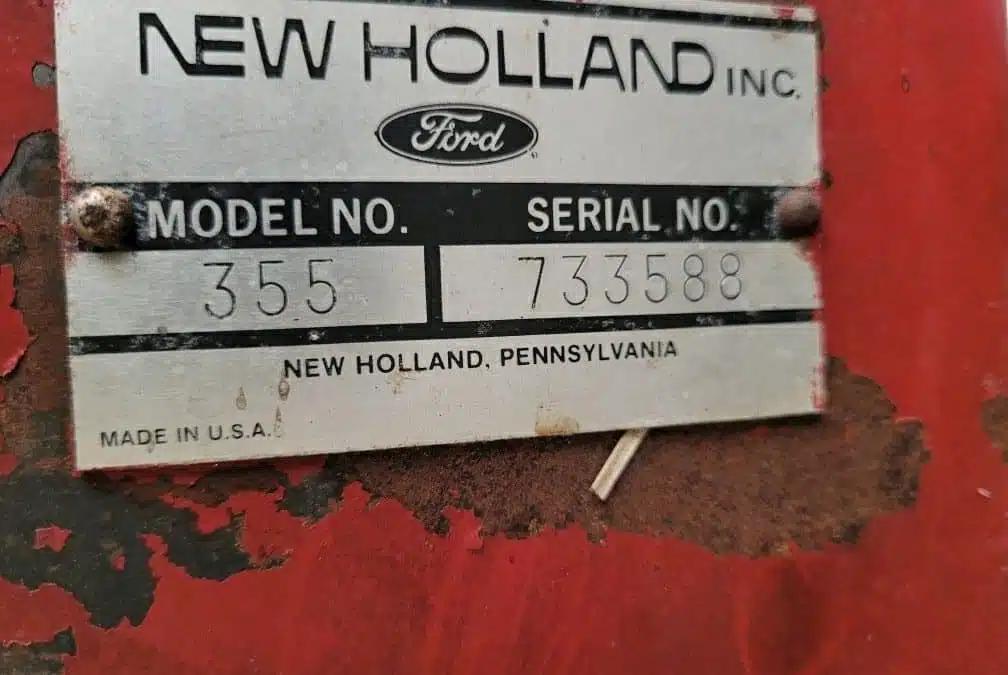 NEW HOLLAND INC.
Ford
MODEL NO. SERIAL NO.
355 733588
NEW HOLLAND, PENNSYLVANIA
MADE IN U.S.A.